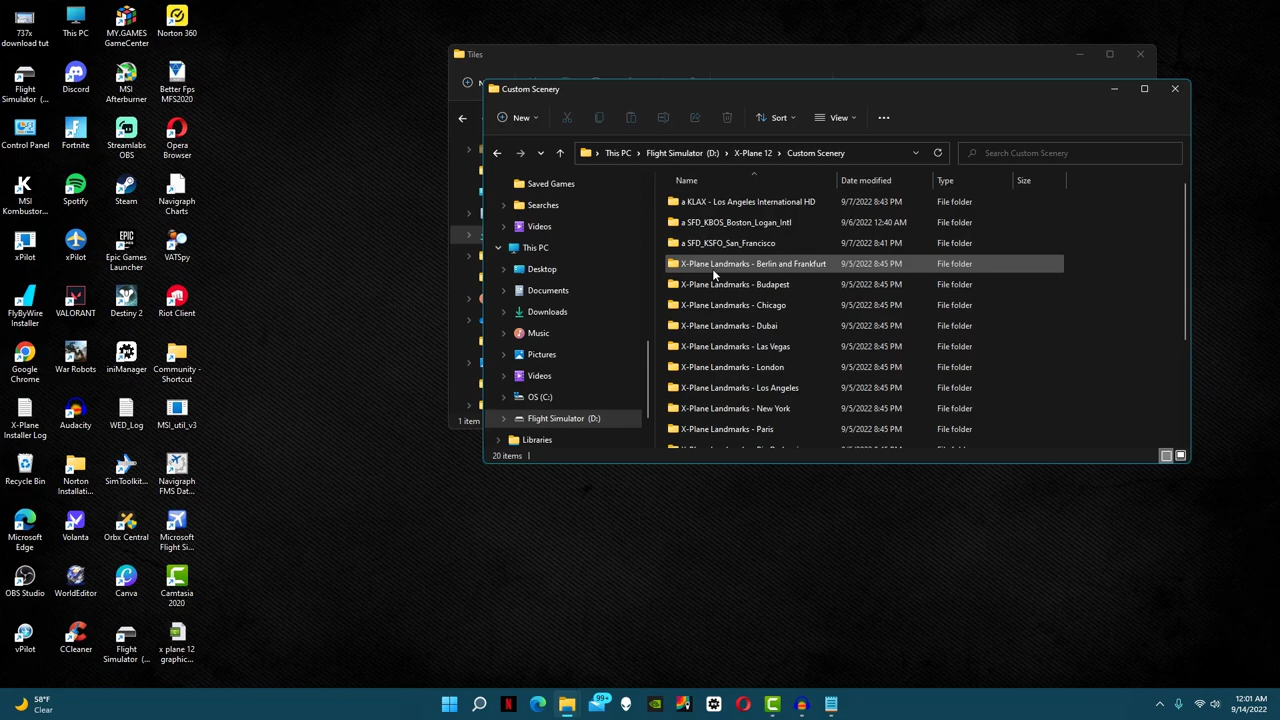 737x
download tut
This PC
MY.GAMES
GameCenter
Norton 360
Flight
Simulator (...
Discord
MSI
Afterburner
Better Fps
MFS2020
Control Panel
Fortnite
Streamlabs
OBS
Opera
Browser
MSI
Kombustor...
Spotify
Steam
Navigraph
Charts
xPilot
xPilot
Epic Games
Launcher
VATSpy
FlyByWire
Installer
VALORANT
Destiny 2
Riot Client
Google
Chrome
War Robots
iniManager
Community -
Shortcut
X-Plane
Installer Log
Audacity
WED_Log
MSI_util_v3
Recycle Bin
Norton
Installati...
SimToolkit...
Navigraph
FMS Dat...
Microsoft
Edge
Volanta
Orbx Central
Microsoft
Flight Si...
OBS Studio
WorldEditor
Canva
Camtasia
2020
vPilot
CCleaner
Flight
Simulator (...
x plane 12
graphic...
Tiles
1 item
Custom Scenery
New
Sort
View
This PC
Flight Simulator (D:)
X-Plane 12
Custom Scenery
Search Custom Scenery
Saved Games
Searches
Videos
This PC
Desktop
Documents
Downloads
Music
Pictures
Videos
OS (C:)
Flight Simulator (D:)
Libraries
Name Date modified Type Size
a KLAX - Los Angeles International HD 9/7/2022 8:43 PM File folder
a SFD_KBOS_Boston_Logan_Intl 9/6/2022 12:40 AM File folder
a SFD_KSFO_San_Francisco 9/7/2022 8:41 PM File folder
X-Plane Landmarks - Berlin and Frankfurt 9/5/2022 8:45 PM File folder
X-Plane Landmarks - Budapest 9/5/2022 8:45 PM File folder
X-Plane Landmarks - Chicago 9/5/2022 8:45 PM File folder
X-Plane Landmarks - Dubai 9/5/2022 8:45 PM File folder
X-Plane Landmarks - Las Vegas 9/5/2022 8:45 PM File folder
X-Plane Landmarks - London 9/5/2022 8:45 PM File folder
X-Plane Landmarks - Los Angeles 9/5/2022 8:45 PM File folder
X-Plane Landmarks - New York 9/5/2022 8:45 PM File folder
X-Plane Landmarks - Paris 9/5/2022 8:45 PM File folder
20 items
58°F
Clear
99+
12:01 AM
9/14/2022